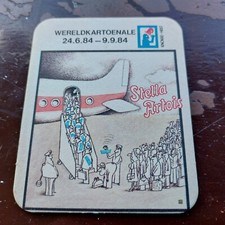 WERELDKARTOENALE
24.6.84 – 9.9.84
Stella
Artois